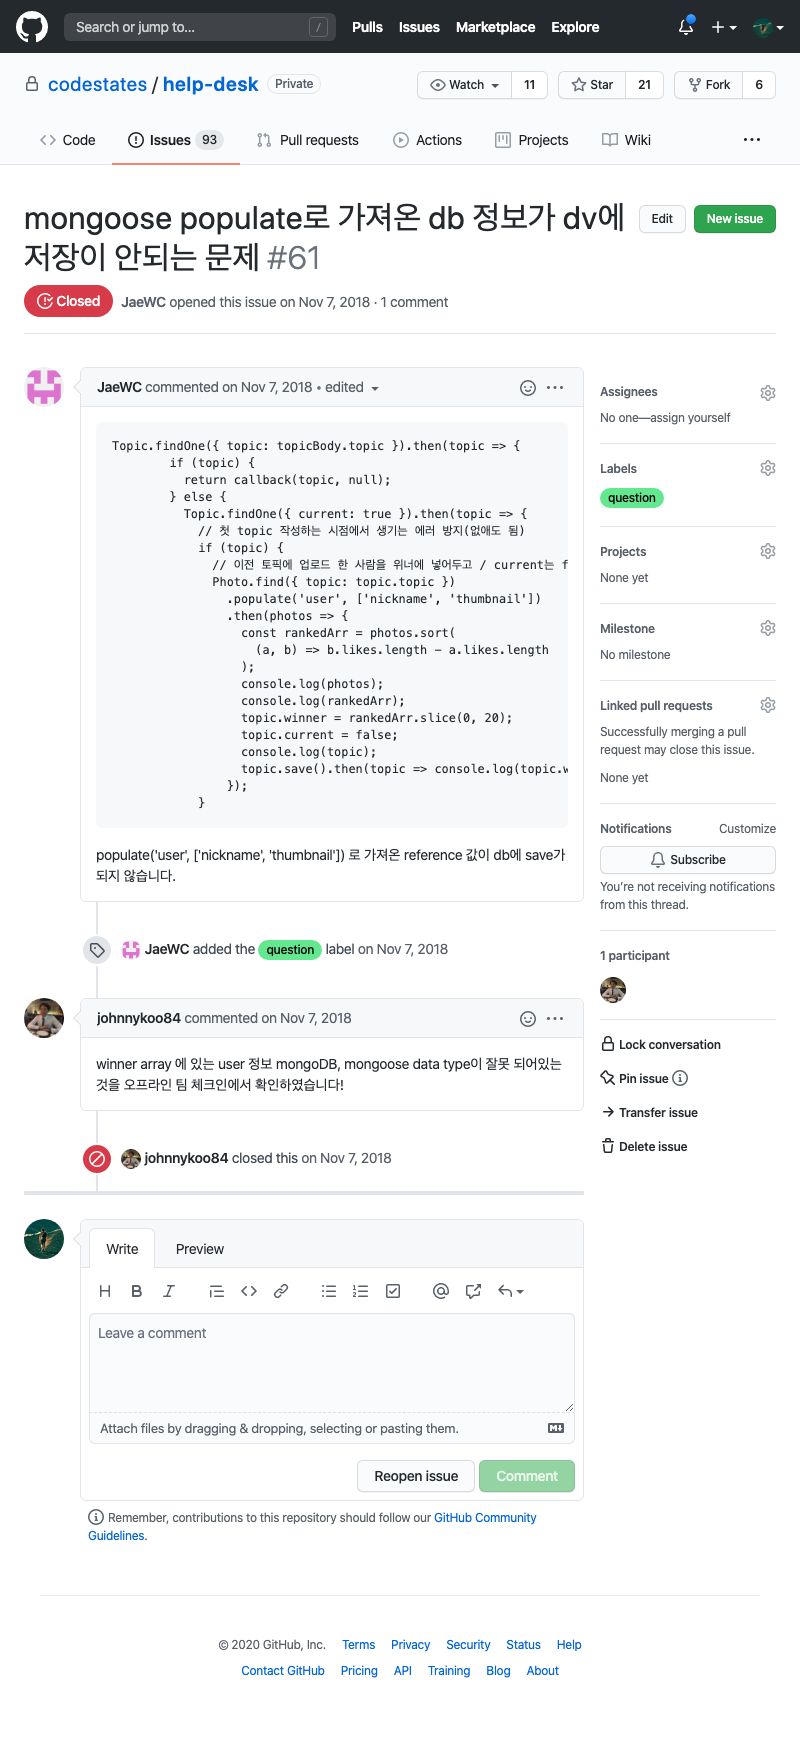 Search or jump to... /
Pulls Issues Marketplace Explore
codestates / help-desk Private
Watch 11 Star 21 Fork 6
Code Issues 93 Pull requests Actions Projects Wiki ...
mongoose populate로 가져온 db 정보가 dv에
저장이 안되는 문제 #61
Edit New issue
Closed JaeWC opened this issue on Nov 7, 2018 · 1 comment
JaeWC commented on Nov 7, 2018 • edited
Topic.findOne({ topic: topicBody.topic }).then(topic => {
if (topic) {
return callback(topic, null);
} else {
Topic.findOne({ current: true }).then(topic => {
// 첫 topic 작성하는 시점에서 생기는 에러 방지(없애도 됨)
if (topic) {
// 이전 토픽에 업로드 한 사람을 위너에 넣어두고 / current는 f
Photo.find({ topic: topic.topic })
.populate('user', ['nickname', 'thumbnail'])
.then(photos => {
const rankedArr = photos.sort(
(a, b) => b.likes.length - a.likes.length
);
console.log(photos);
console.log(rankedArr);
topic.winner = rankedArr.slice(0, 20);
topic.current = false;
console.log(topic);
topic.save().then(topic => console.log(topic.w
});
}
populate('user', ['nickname', 'thumbnail']) 로 가져온 reference 값이 db에 save가
되지 않습니다.
JaeWC added the question label on Nov 7, 2018
johnnykoo84 commented on Nov 7, 2018
winner array 에 있는 user 정보 mongoDB, mongoose data type이 잘못 되어있는
것을 오프라인 팀 체크인에서 확인하였습니다!
johnnykoo84 closed this on Nov 7, 2018
Write Preview
Leave a comment
Attach files by dragging & dropping, selecting or pasting them.
Reopen issue Comment
Remember, contributions to this repository should follow our GitHub Community
Guidelines.
Assignees
No one—assign yourself
Labels
question
Projects
None yet
Milestone
No milestone
Linked pull requests
Successfully merging a pull
request may close this issue.
None yet
Notifications Customize
Subscribe
You're not receiving notifications
from this thread.
1 participant
Lock conversation
Pin issue
Transfer issue
Delete issue
© 2020 GitHub, Inc. Terms Privacy Security Status Help
Contact GitHub Pricing API Training Blog About